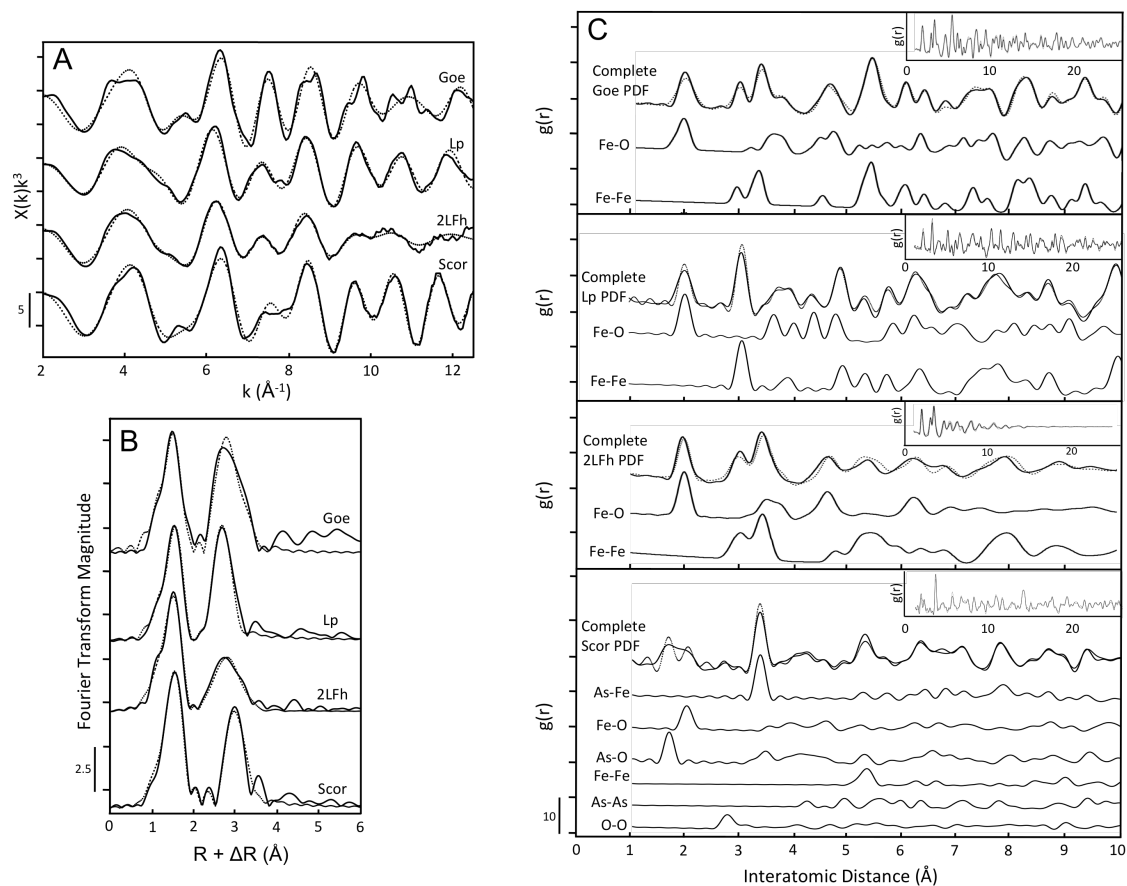 A
Goe
Lp
2LFh
Scor
X(k)k³
5
2 4 6 8 10 12
k (Å⁻¹)
B
Goe
Lp
2LFh
Scor
Fourier Transform Magnitude
2.5
0 1 2 3 4 5 6
R + ΔR (Å)
C
g(r)
0 10 20
Complete
Goe PDF
g(r)
Fe-O
Fe-Fe
g(r)
0 10 20
Complete
Lp PDF
g(r)
Fe-O
Fe-Fe
g(r)
0 10 20
Complete
2LFh PDF
g(r)
Fe-O
Fe-Fe
g(r)
0 10 20
Complete
Scor PDF
As-Fe
g(r)
Fe-O
As-O
Fe-Fe
As-As
10
O-O
0 1 2 3 4 5 6 7 8 9 10
Interatomic Distance (Å)